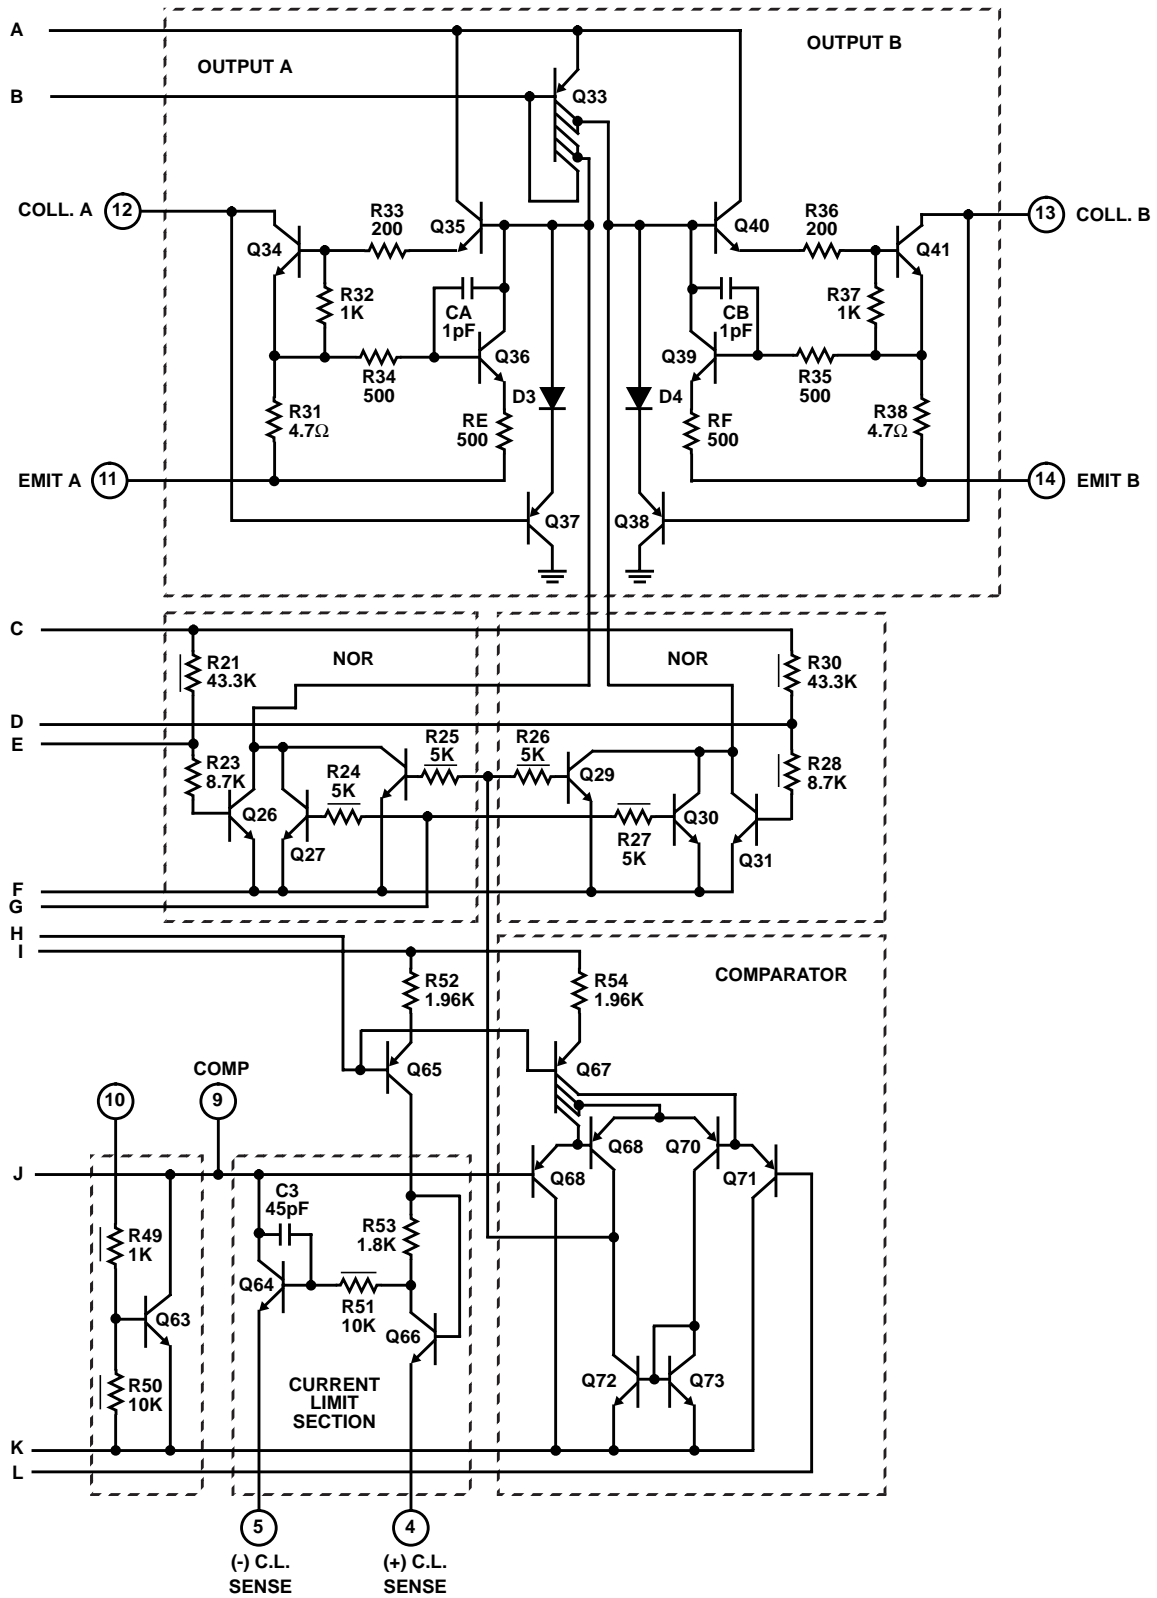 A
OUTPUT A
OUTPUT B
B
Q33
COLL. A
12
13
COLL. B
Q34
R33
200
Q35
Q40
R36
200
Q41
R32
1K
CA
1pF
CB
1pF
R37
1K
Q36
Q39
R34
500
D3
D4
R35
500
R31
4.7Ω
RE
500
RF
500
R38
4.7Ω
EMIT A
11
14
EMIT B
Q37
Q38
C
NOR
NOR
R21
43.3K
R30
43.3K
D
E
R25
5K
R26
5K
R23
8.7K
R24
5K
Q29
R28
8.7K
Q26
Q27
R27
5K
Q30
Q31
F
G
H
I
COMPARATOR
R52
1.96K
R54
1.96K
Q65
Q67
COMP
10
9
Q68
Q70
J
Q68
Q71
C3
45pF
R49
1K
R53
1.8K
Q64
R51
10K
Q63
Q66
R50
10K
CURRENT
LIMIT
SECTION
Q72
Q73
K
L
5
4
(-) C.L.
SENSE
(+) C.L.
SENSE